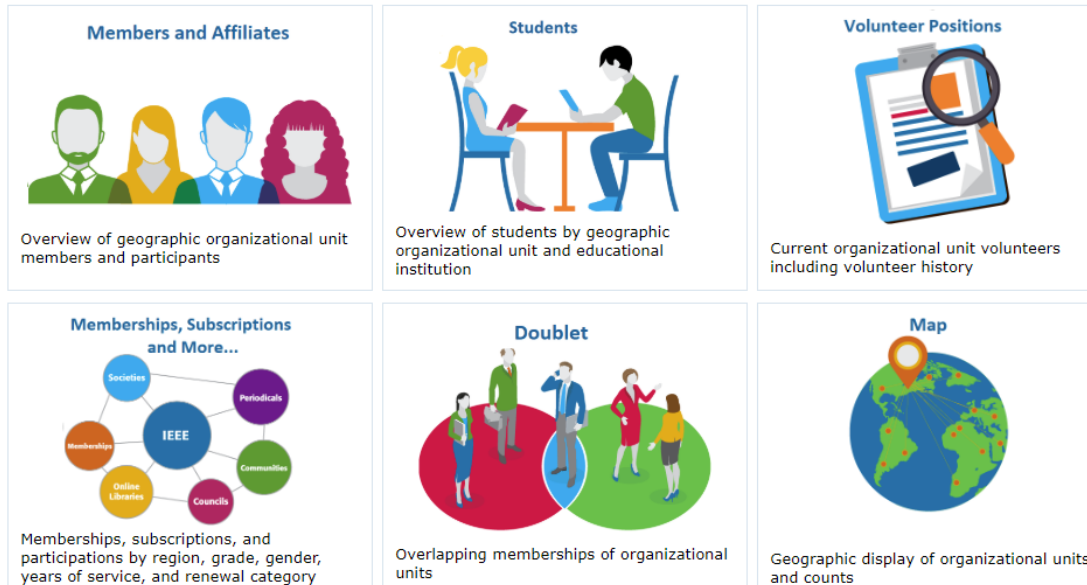 Members and Affiliates
Overview of geographic organizational unit
members and participants
Students
Overview of students by geographic
organizational unit and educational
institution
Volunteer Positions
Current organizational unit volunteers
including volunteer history
Memberships, Subscriptions
and More...
Societies
Periodicals
IEEE
Memberships
Communities
Online
Libraries
Councils
Memberships, subscriptions, and
participations by region, grade, gender,
years of service, and renewal category
Doublet
Overlapping memberships of organizational
units
Map
Geographic display of organizational units
and counts